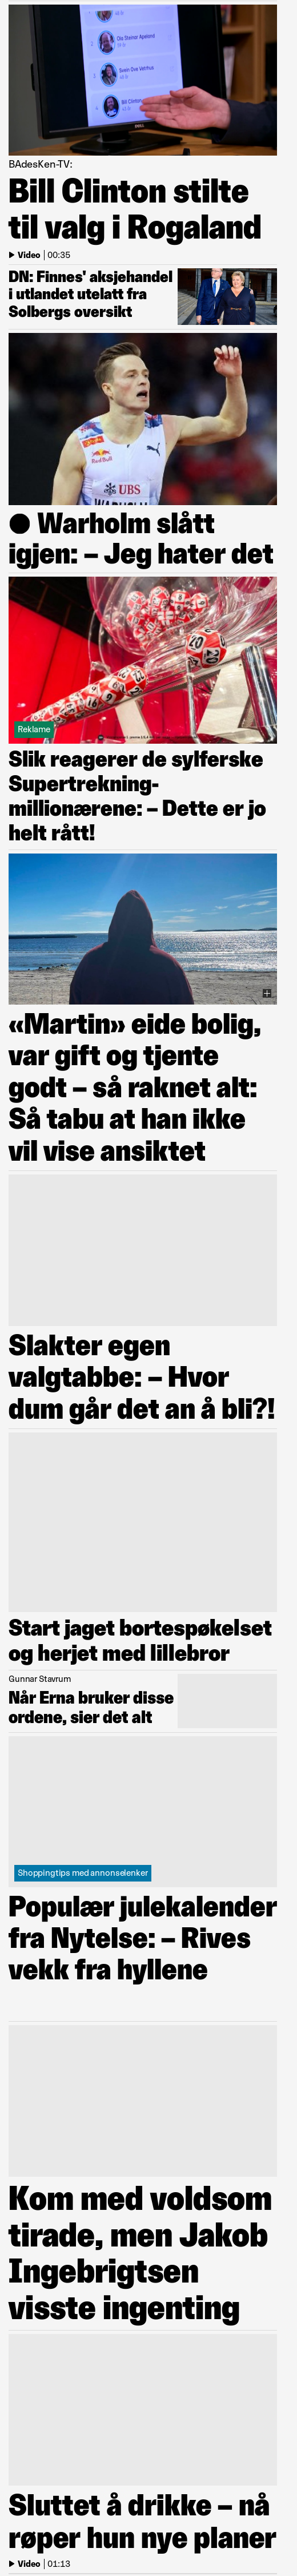 Ole Steinar Apeland
Svein Ove Vethus
Bill Clinton
DELL
BAdesKen-TV:
Bill Clinton stilte
til valg i Rogaland
Video | 00:35
DN: Finnes' aksjehandel
i utlandet utelatt fra
Solbergs oversikt
Red Bull
UBS
WARHOLM
● Warholm slått
igjen: – Jeg hater det
20
Reklame
Slik reagerer de sylferske
Supertrekning-
millionærene: – Dette er jo
helt rått!
«Martin» eide bolig,
var gift og tjente
godt – så raknet alt:
Så tabu at han ikke
vil vise ansiktet
Slakter egen
valgtabbe: – Hvor
dum går det an å bli?!
Start jaget bortespøkelset
og herjet med lillebror
Gunnar Stavrum
Når Erna bruker disse
ordene, sier det alt
Shoppingtips med annonselenker
Populær julekalender
fra Nytelse: – Rives
vekk fra hyllene
Kom med voldsom
tirade, men Jakob
Ingebrigtsen
visste ingenting
Sluttet å drikke – nå
røper hun nye planer
Video | 01:13